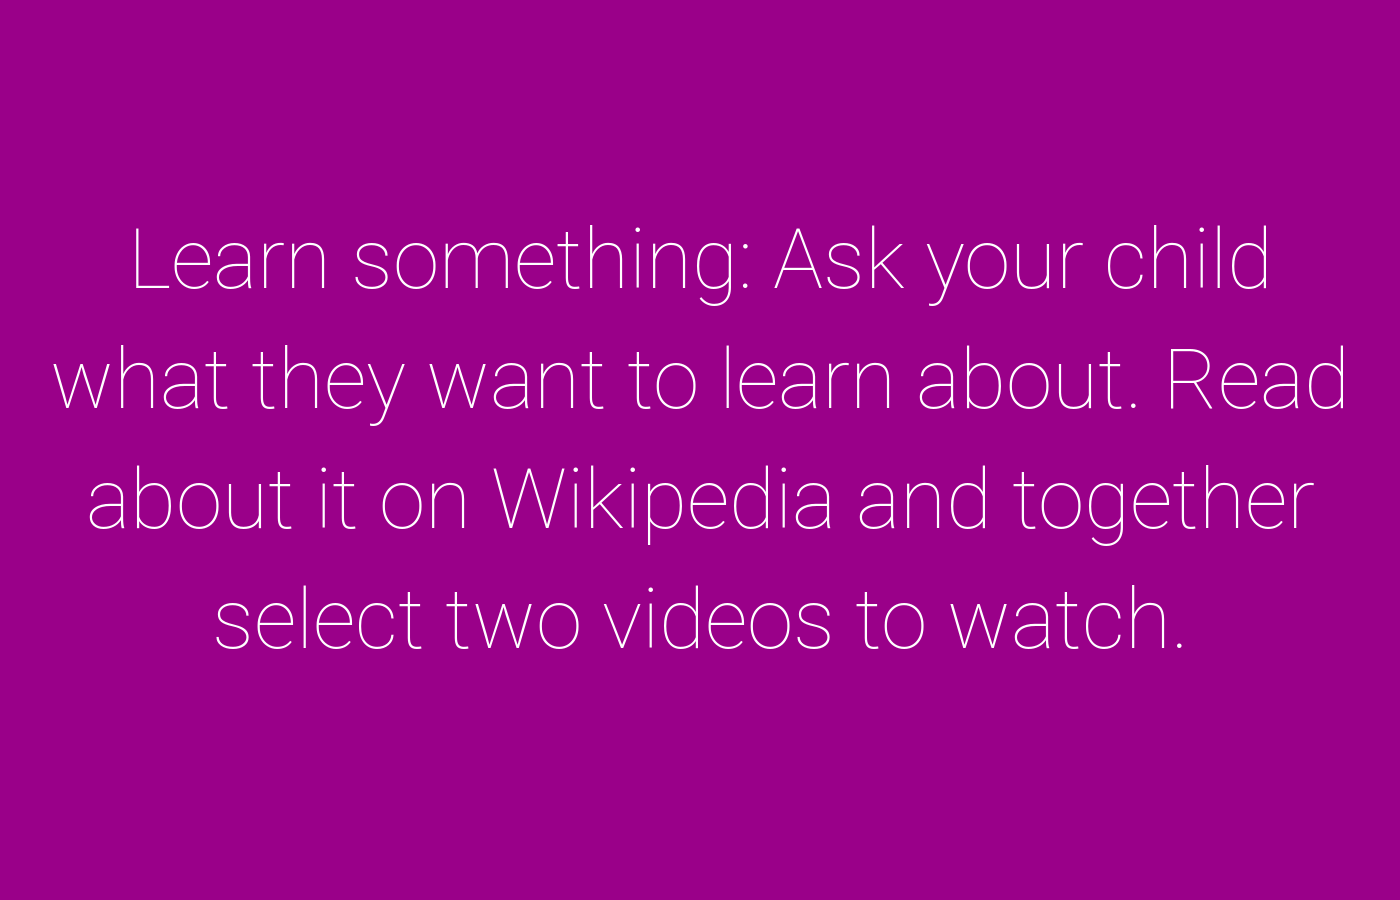 Learn something: Ask your child
what they want to learn about. Read
about it on Wikipedia and together
select two videos to watch.